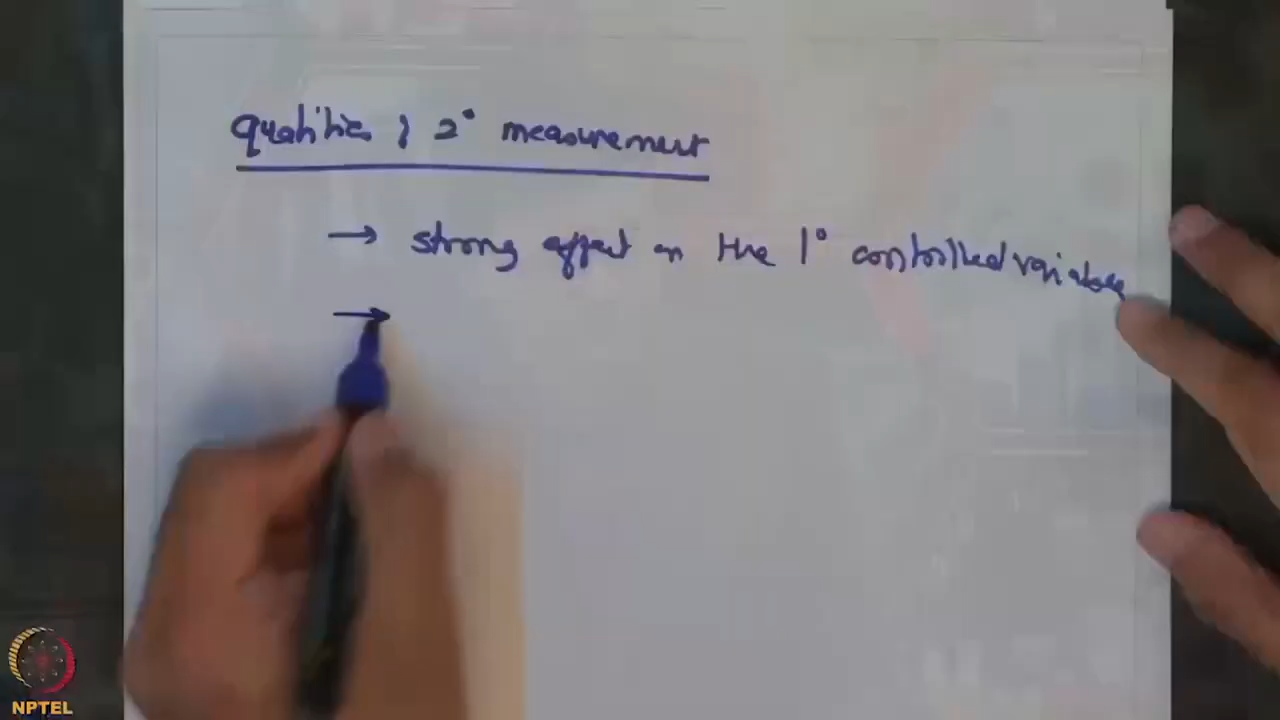 qualities of 2° measurement
→ strong effect on the 1° controlled variable
→
NPTEL